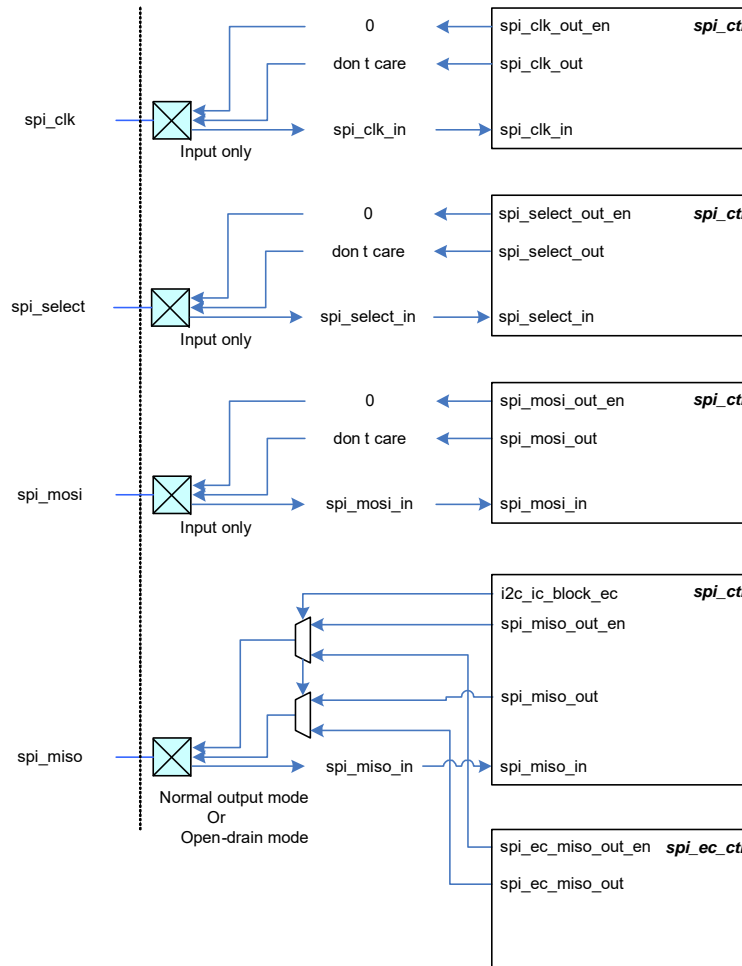 0
spi_clk_out_en
spi_ct
don t care
spi_clk_out
spi_clk
spi_clk_in
spi_clk_in
Input only
0
spi_select_out_en
spi_ct
don t care
spi_select_out
spi_select
spi_select_in
spi_select_in
Input only
0
spi_mosi_out_en
spi_ct
don t care
spi_mosi_out
spi_mosi
spi_mosi_in
spi_mosi_in
Input only
i2c_ic_block_ec
spi_ct
spi_miso_out_en
spi_miso_out
spi_miso
spi_miso_in
spi_miso_in
Normal output mode
Or
Open-drain mode
spi_ec_miso_out_en
spi_ec_ct
spi_ec_miso_out